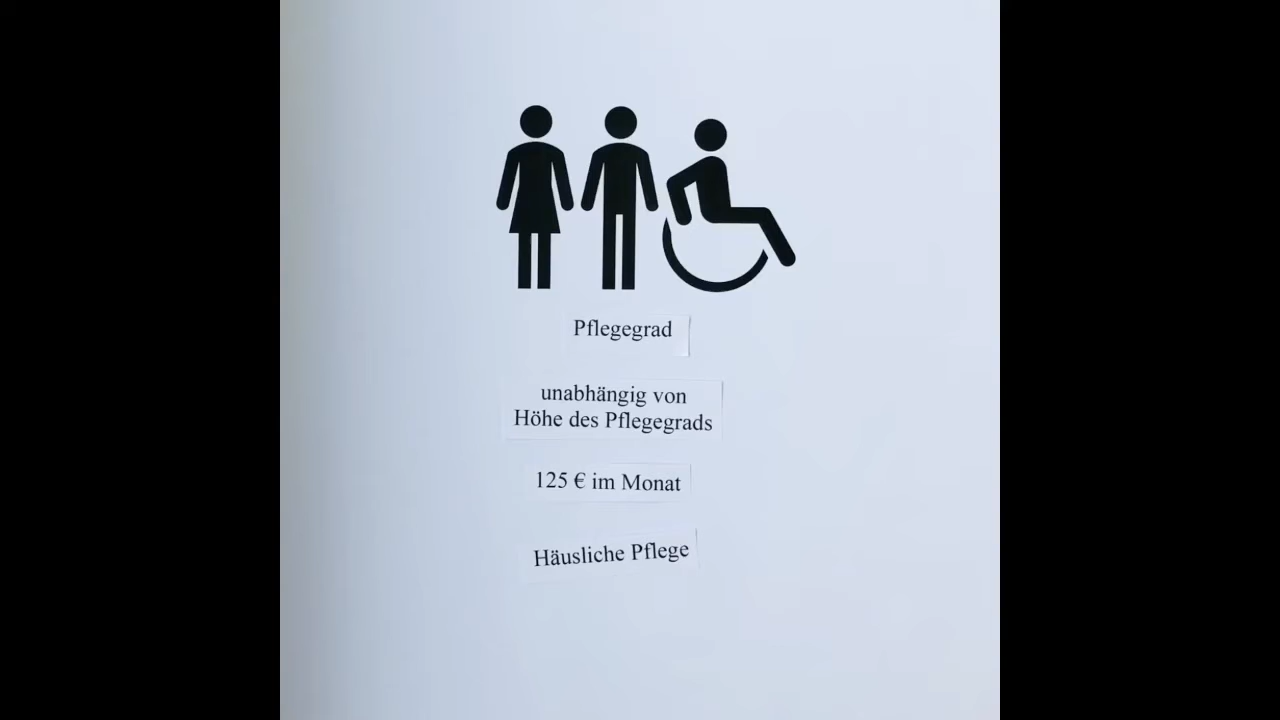 Pflegegrad
unabhängig von
Höhe des Pflegegrads
125 € im Monat
Häusliche Pflege